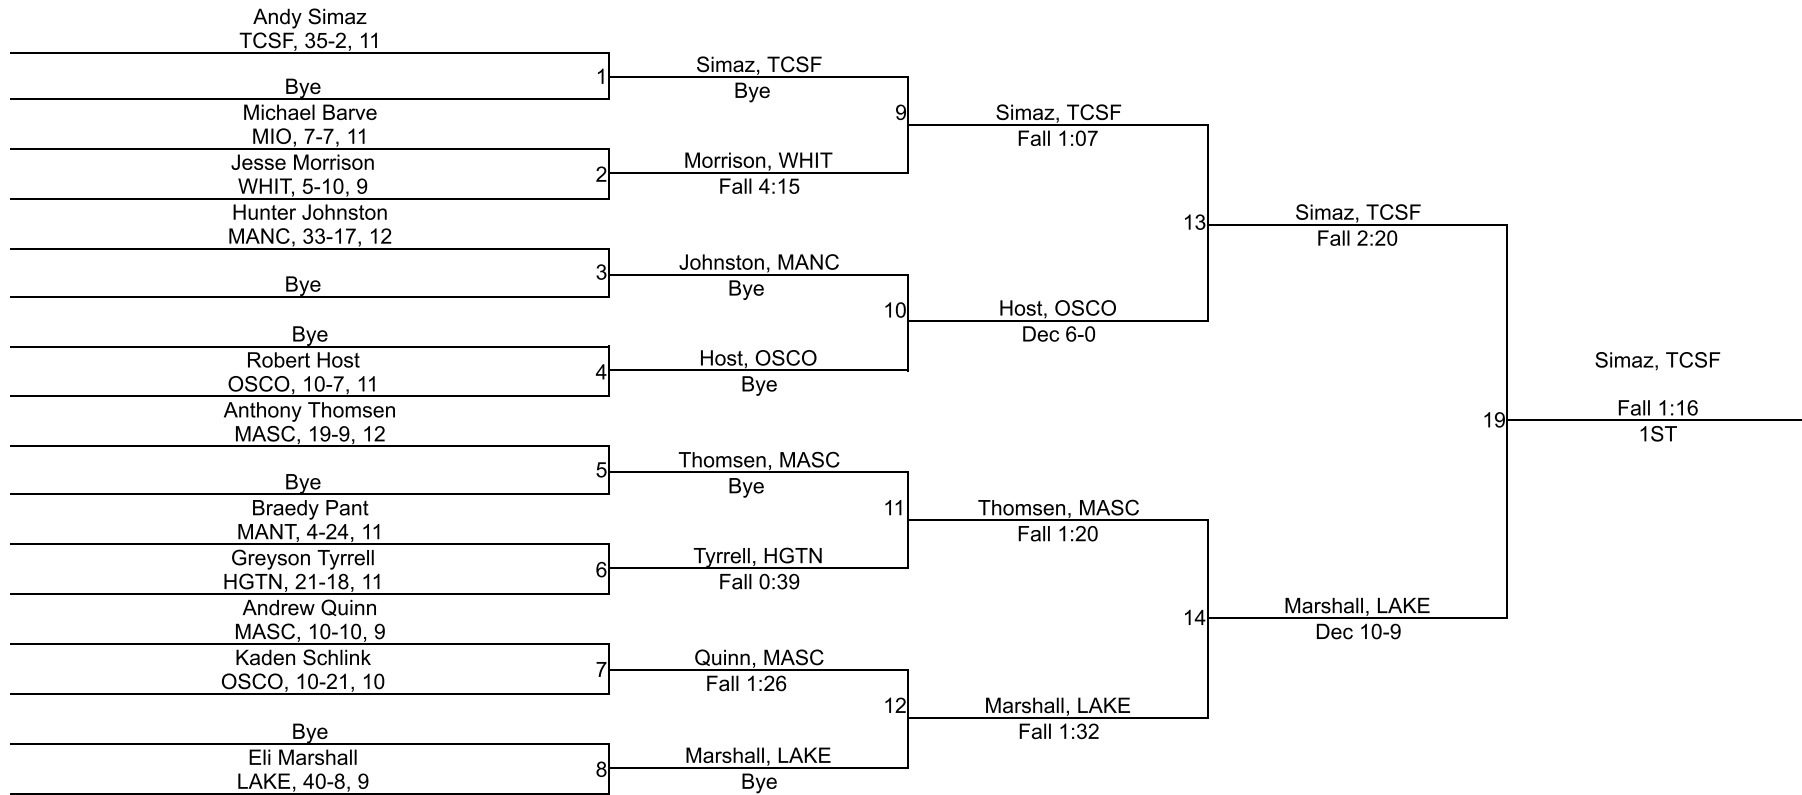 Andy Simaz
TCSF, 35-2, 11
Bye
1
Michael Barve
MIO, 7-7, 11
Jesse Morrison
WHIT, 5-10, 9
2
Hunter Johnston
MANC, 33-17, 12
Bye
3
Bye
Robert Host
OSCO, 10-7, 11
4
Anthony Thomsen
MASC, 19-9, 12
Bye
5
Braedy Pant
MANT, 4-24, 11
Greyson Tyrrell
HGTN, 21-18, 11
6
Andrew Quinn
MASC, 10-10, 9
Kaden Schlink
OSCO, 10-21, 10
7
Bye
Eli Marshall
LAKE, 40-8, 9
8
Simaz, TCSF
Bye
9
Morrison, WHIT
Fall 4:15
Johnston, MANC
Bye
10
Host, OSCO
Bye
Thomsen, MASC
Bye
11
Tyrrell, HGTN
Fall 0:39
Quinn, MASC
Fall 1:26
12
Marshall, LAKE
Bye
Simaz, TCSF
Fall 1:07
13
Host, OSCO
Dec 6-0
Thomsen, MASC
Fall 1:20
14
Marshall, LAKE
Fall 1:32
Simaz, TCSF
Fall 2:20
19
Marshall, LAKE
Dec 10-9
Simaz, TCSF
Fall 1:16
1ST